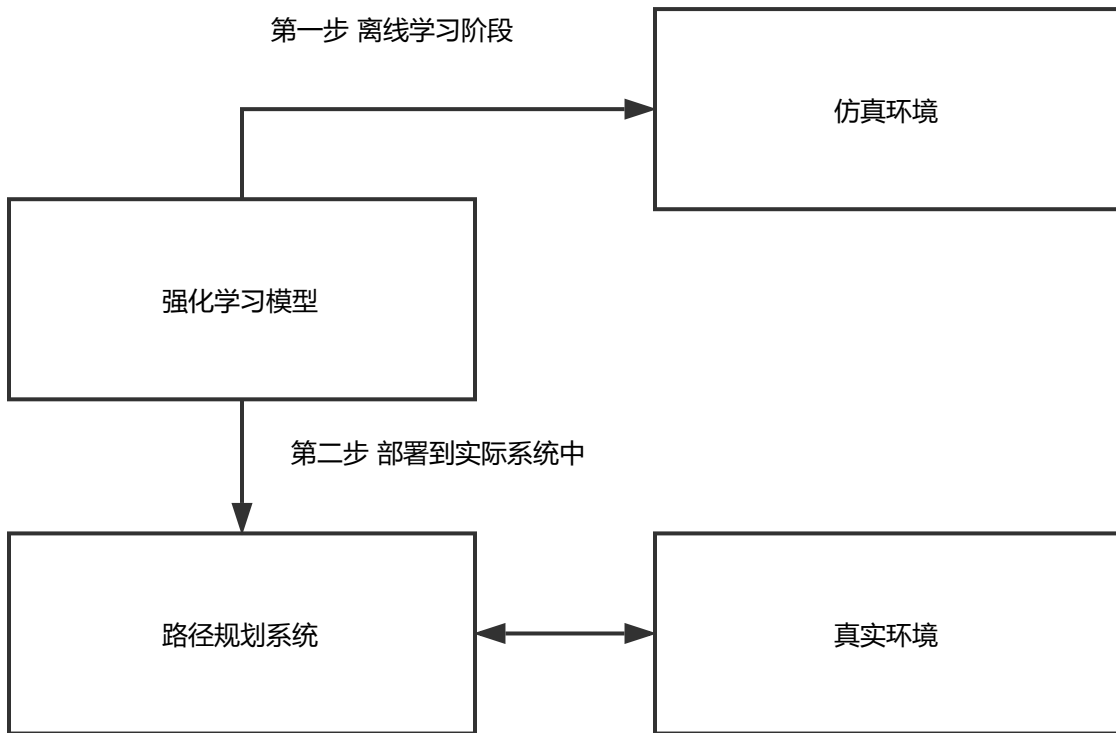 第一步 离线学习阶段
仿真环境
强化学习模型
第二步 部署到实际系统中
路径规划系统
真实环境